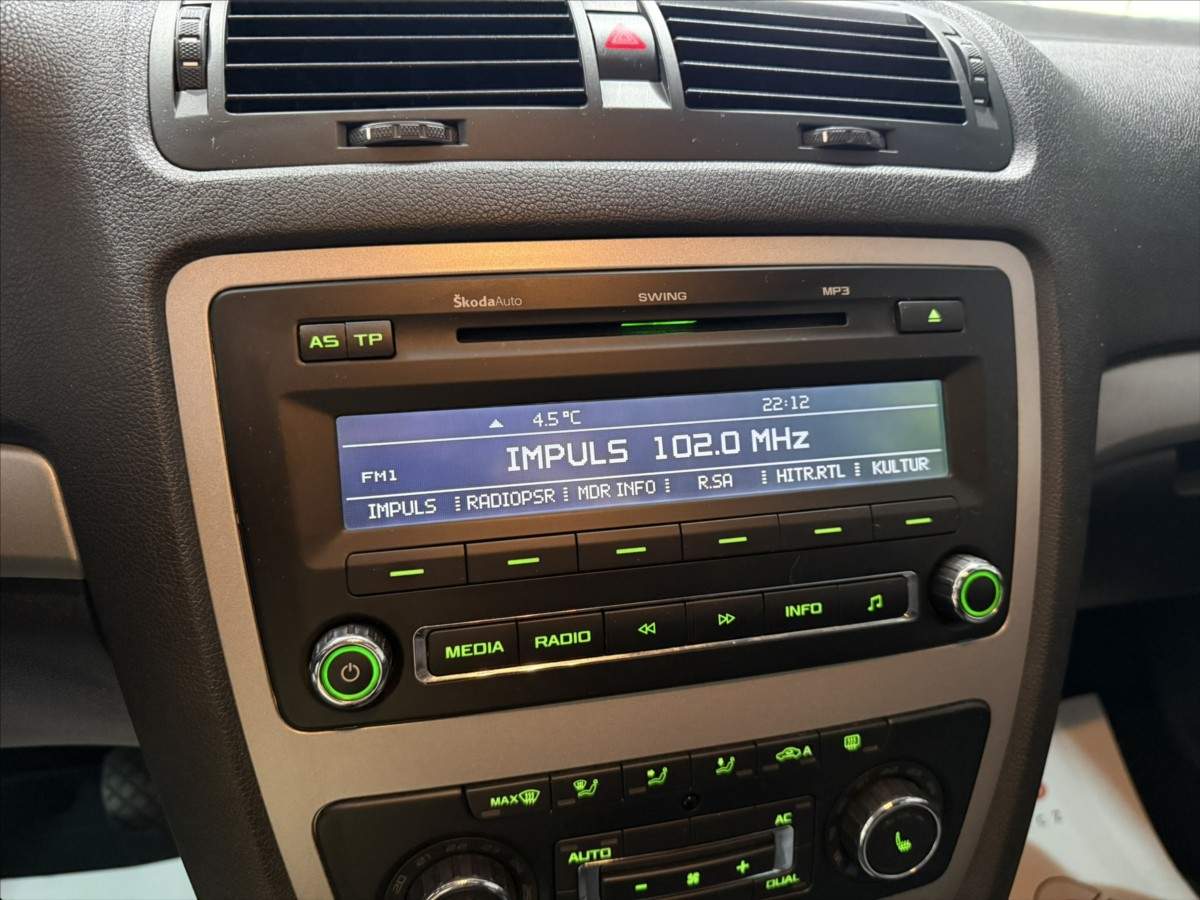 ŠkodaAuto SWING MP3
AS TP
4.5°C 22:12
IMPULS 102.0 MHz
FM1
IMPULS RADIOPSR MDR INFO R.SA HITR.RTL KULTUR
MEDIA RADIO INFO
MAX A
AC
AUTO
DUAL
20